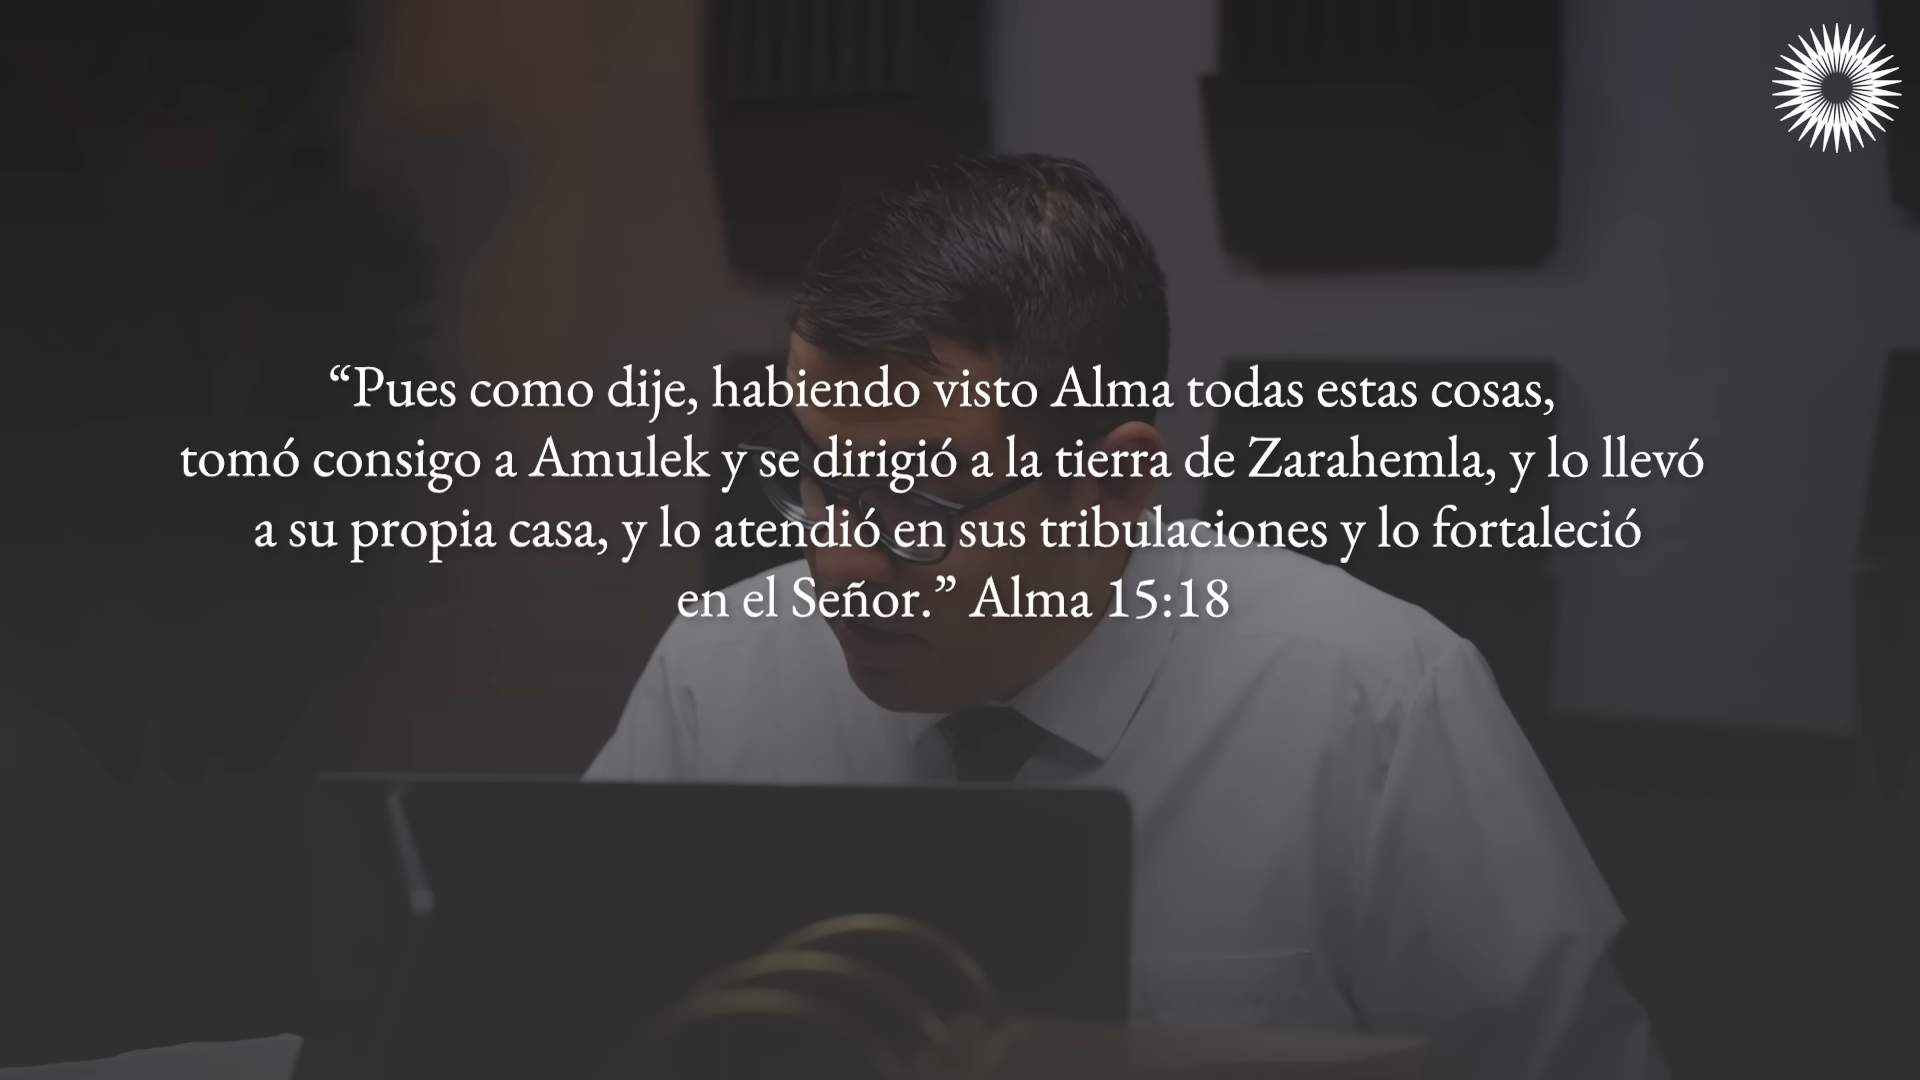 “Pues como dije, habiendo visto Alma todas estas cosas,
tomó consigo a Amulek y se dirigió a la tierra de Zarahemla, y lo llevó
a su propia casa, y lo atendió en sus tribulaciones y lo fortaleció
en el Señor.” Alma 15:18